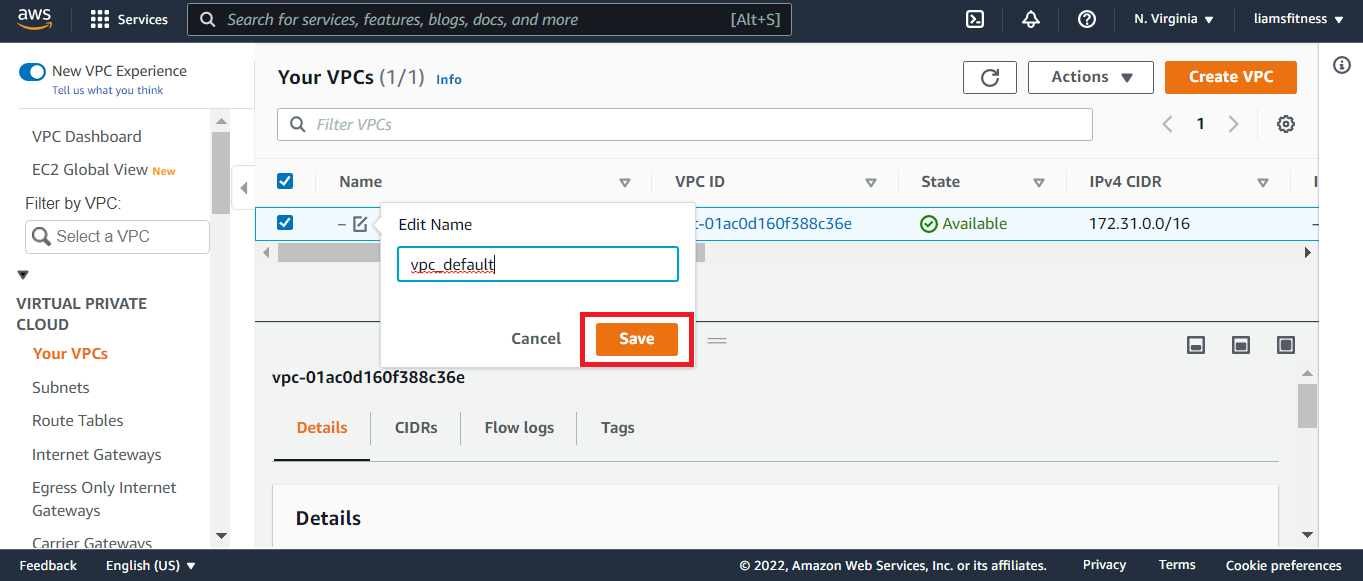 aws
Services
Search for services, features, blogs, docs, and more
[Alt+S]
N. Virginia
liamsfitness
New VPC Experience
Tell us what you think
VPC Dashboard
EC2 Global View New
Filter by VPC:
Select a VPC
VIRTUAL PRIVATE
CLOUD
Your VPCs
Subnets
Route Tables
Internet Gateways
Egress Only Internet
Gateways
Carrier Gateways
Your VPCs (1/1) Info
Actions
Create VPC
Filter VPCs
1
Name
VPC ID
State
IPv4 CIDR
–
-01ac0d160f388c36e
Available
172.31.0.0/16
–
Edit Name
vpc_default
Cancel
Save
vpc-01ac0d160f388c36e
Details
CIDRs
Flow logs
Tags
Details
Feedback
English (US)
© 2022, Amazon Web Services, Inc. or its affiliates.
Privacy
Terms
Cookie preferences